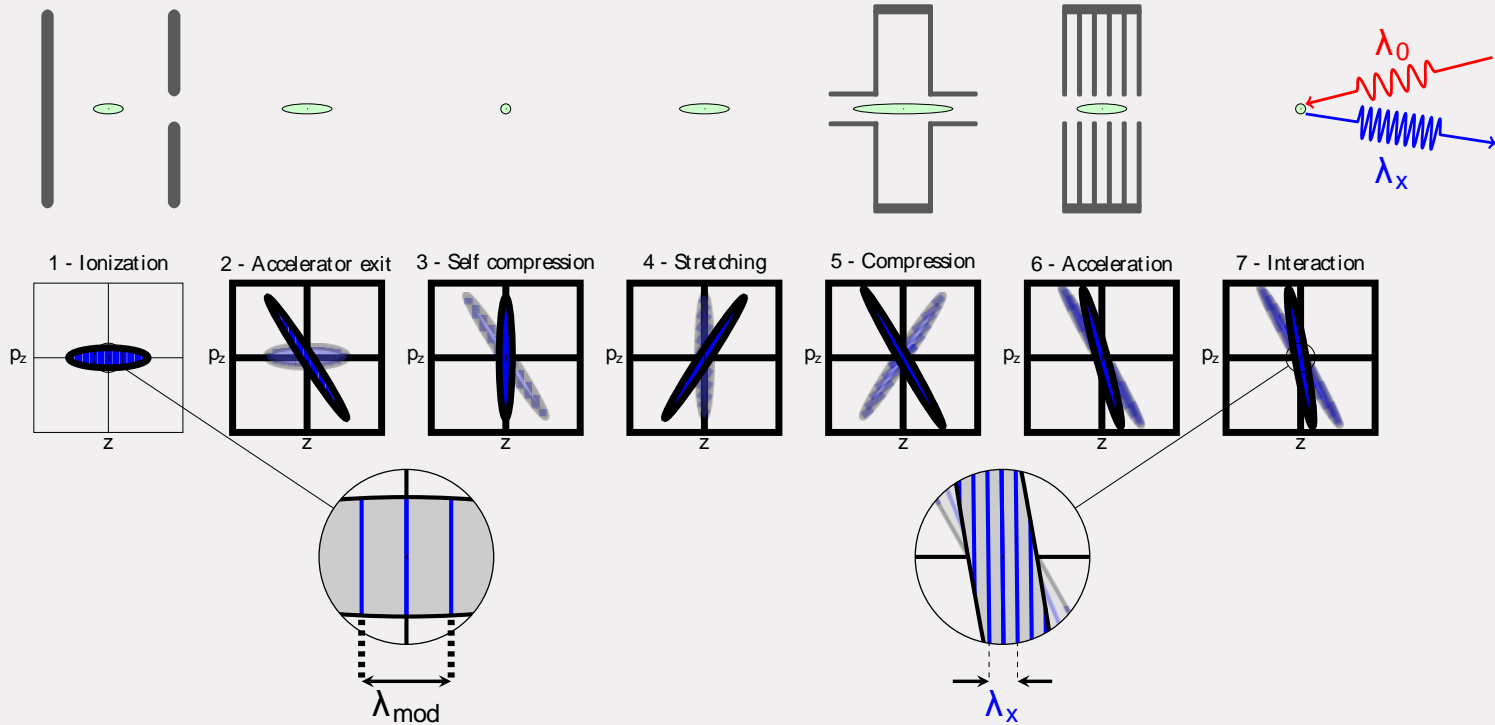 λ0
λx
1 - Ionization
2 - Accelerator exit
3 - Self compression
4 - Stretching
5 - Compression
6 - Acceleration
7 - Interaction
pz
pz
pz
pz
pz
pz
pz
z
z
z
z
z
z
z
λmod
λx